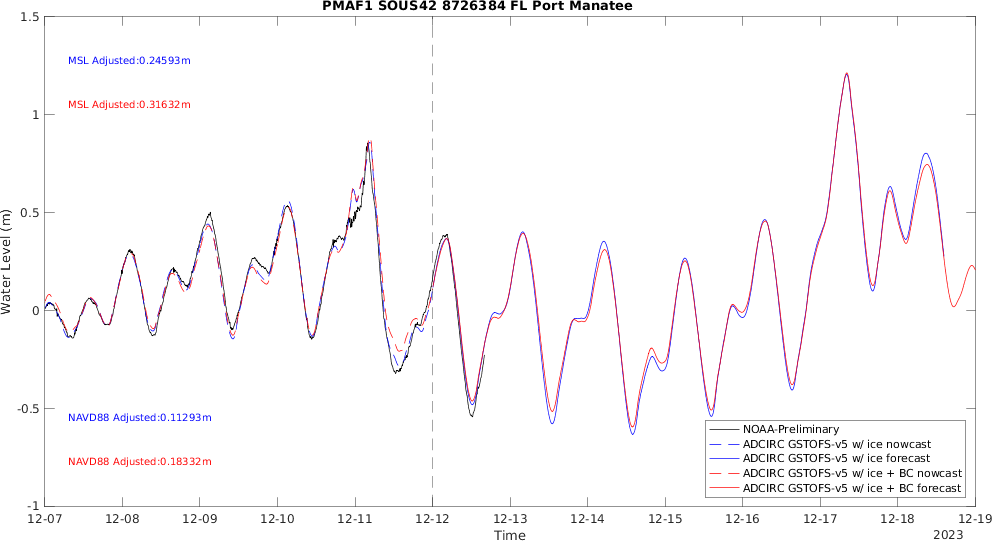 PMAF1 SOUS42 8726384 FL Port Manatee
1.5
1
0.5
0
-0.5
-1
Water Level (m)
MSL Adjusted:0.24593m
MSL Adjusted:0.31632m
NAVD88 Adjusted:0.11293m
NAVD88 Adjusted:0.18332m
NOAA-Preliminary
ADCIRC GSTOFS-v5 w/ ice nowcast
ADCIRC GSTOFS-v5 w/ ice forecast
ADCIRC GSTOFS-v5 w/ ice + BC nowcast
ADCIRC GSTOFS-v5 w/ ice + BC forecast
12-07 12-08 12-09 12-10 12-11 12-12 12-13 12-14 12-15 12-16 12-17 12-18 12-19
Time
2023